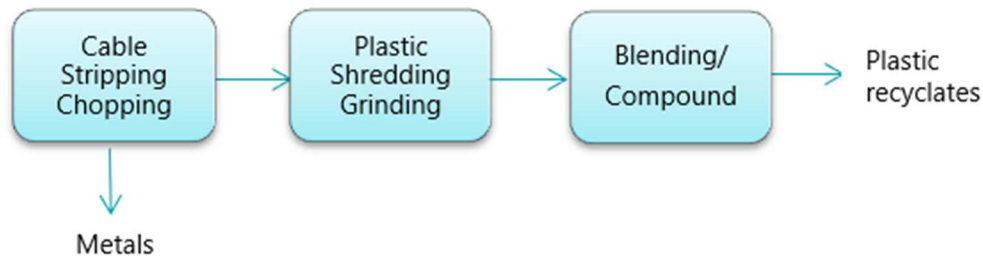 Cable
Stripping
Chopping
Plastic
Shredding
Grinding
Blending/
Compound
Plastic
recyclates
Metals